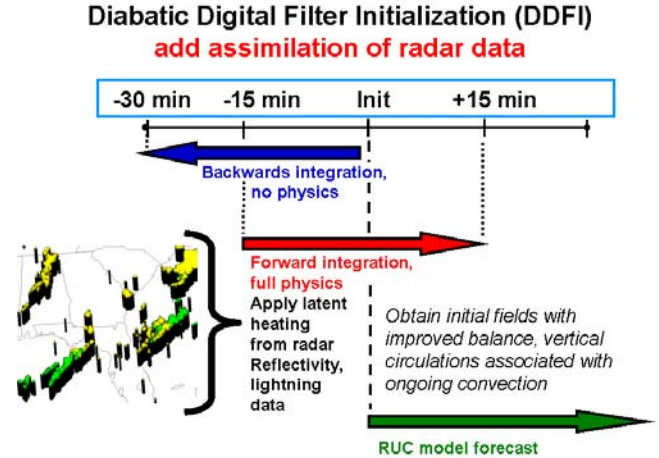 Diabatic Digital Filter Initialization (DDFI)
add assimilation of radar data
-30 min -15 min Init +15 min
Backwards integration,
no physics
Forward integration,
full physics
Apply latent
heating
from radar
Reflectivity,
lightning
data
Obtain initial fields with
improved balance, vertical
circulations associated with
ongoing convection
RUC model forecast